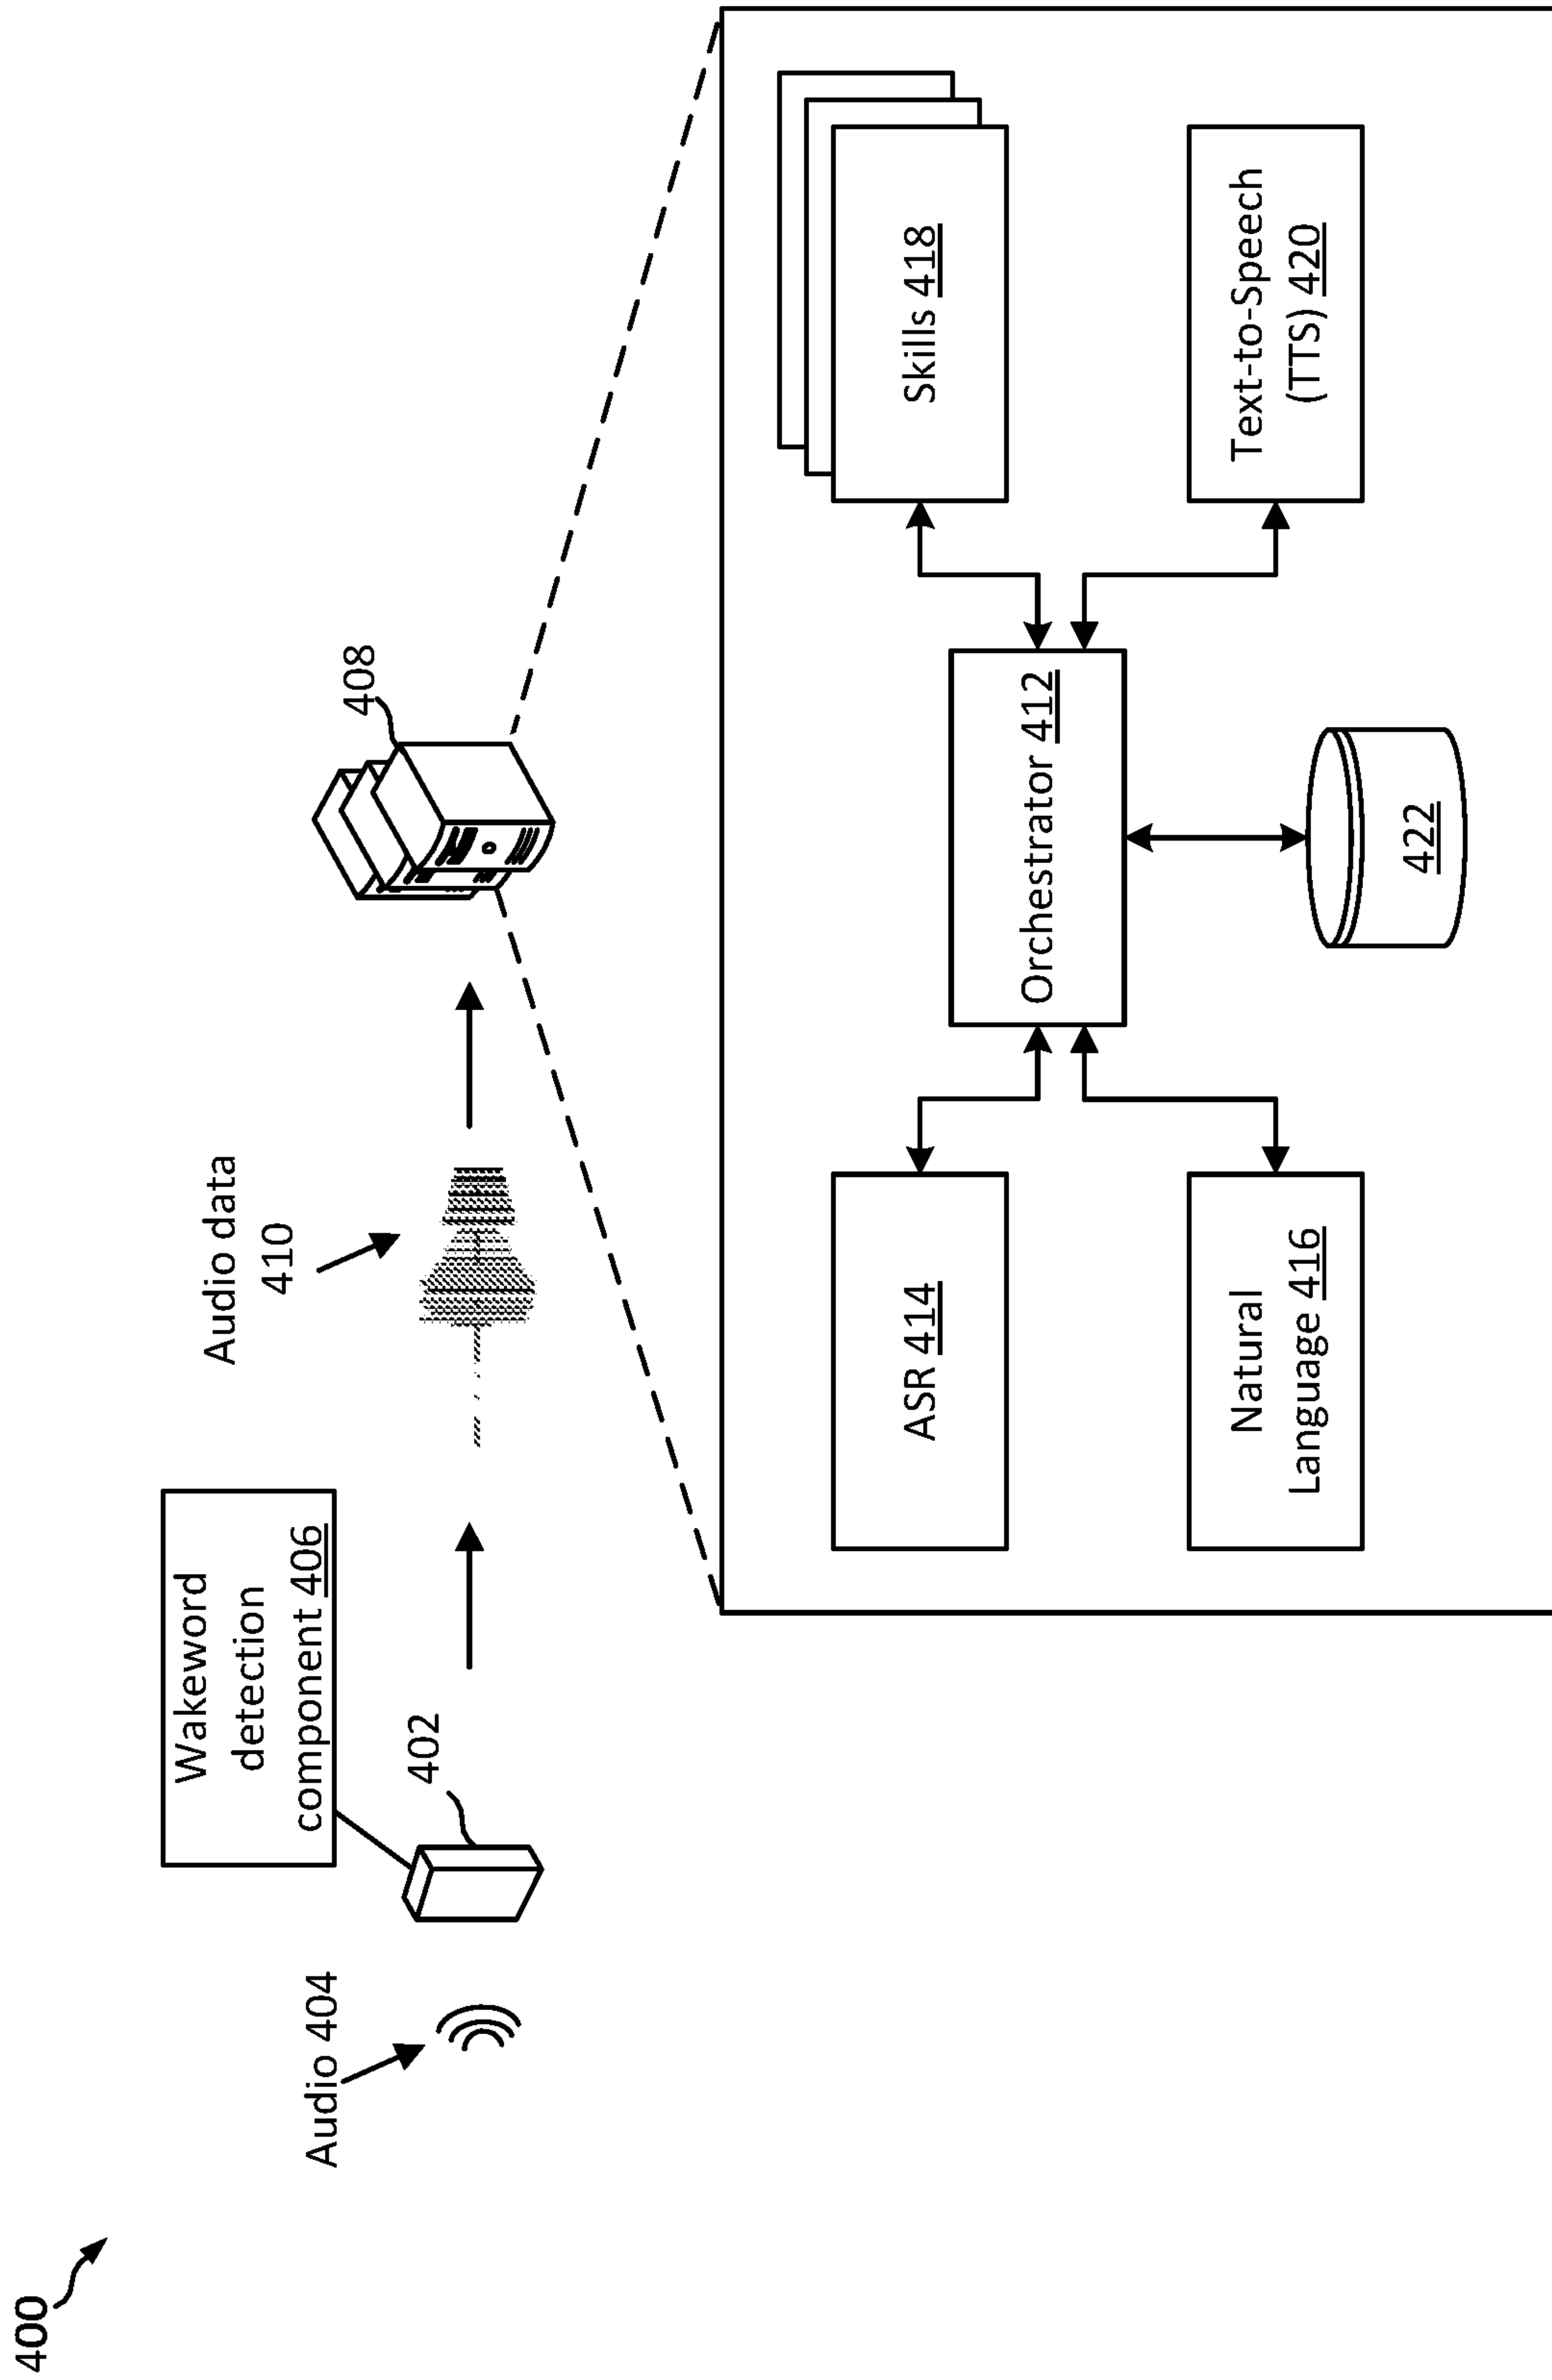 400
Audio 404
Wakeword
detection
component 406
402
Audio data
410
408
ASR 414
Natural
Language 416
Orchestrator 412
422
Skills 418
Text-to-Speech
(TTS) 420